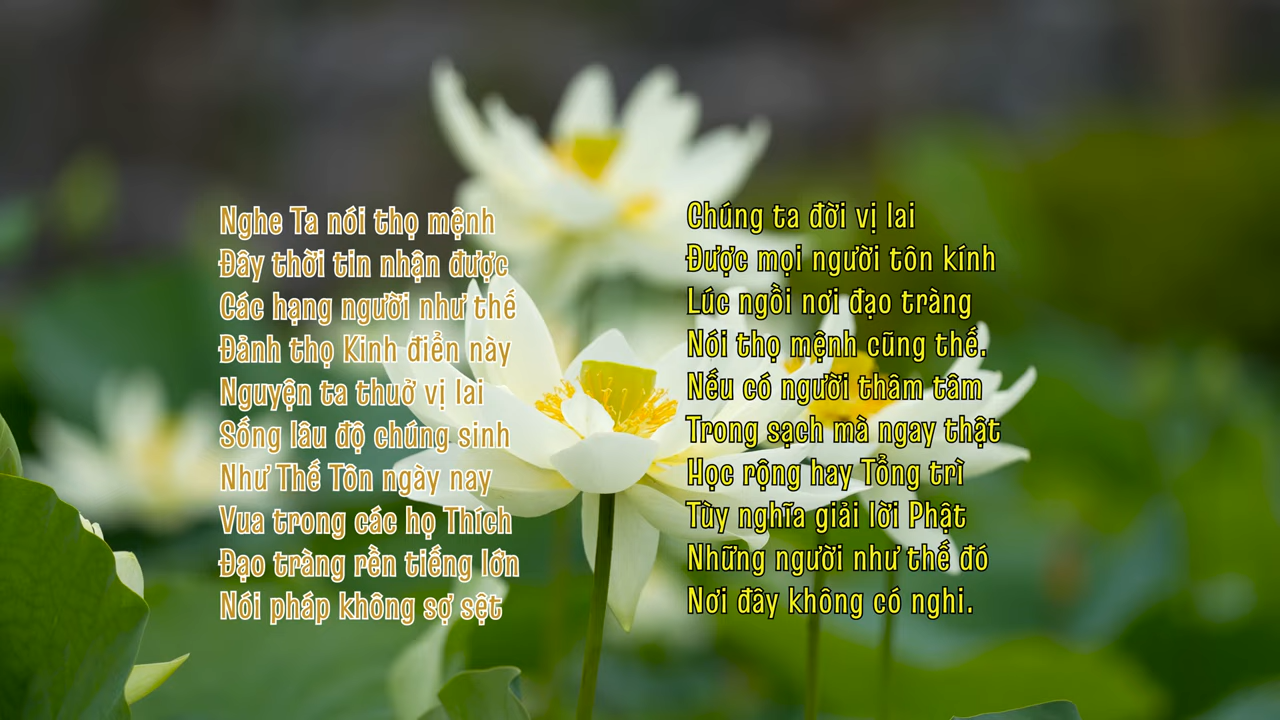 Nghe Ta nói thọ mệnh
Đây thời tin nhận được
Các hạng người như thế
Đảnh thọ Kinh điển này
Nguyện ta thuở vị lai
Sống lâu độ chúng sinh
Như Thế Tôn ngày nay
Vua trong các họ Thích
Đạo tràng rền tiếng lớn
Nói pháp không sợ sệt
Chúng ta đời vị lai
Được mọi người tôn kính
Lúc ngồi nơi đạo tràng
Nói thọ mệnh cũng thế.
Nếu có người thâm tâm
Trong sạch mà ngay thật
Học rộng hay Tổng trì
Tùy nghĩa giải lời Phật
Những người như thế đó
Nơi đây không có nghi.